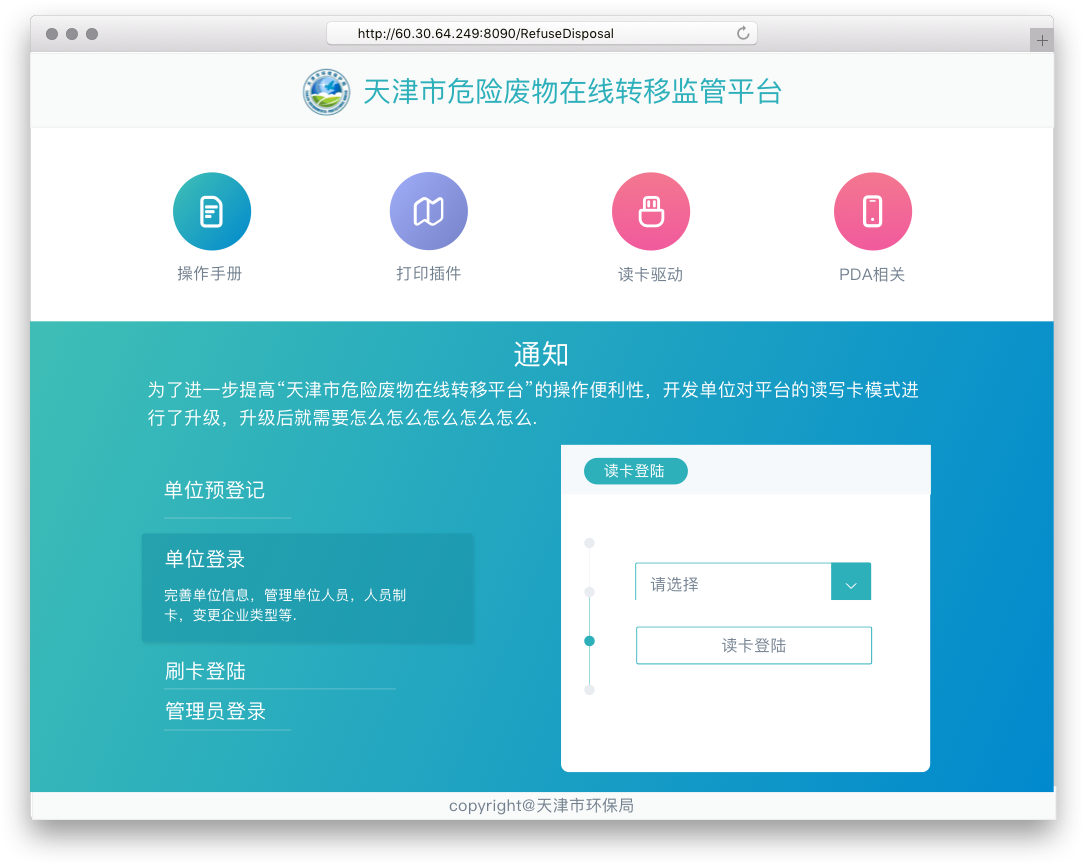 http://60.30.64.249:8090/RefuseDisposal
天津市危险废物在线转移监管平台
操作手册
打印插件
读卡驱动
PDA相关
通知
为了进一步提高“天津市危险废物在线转移平台”的操作便利性，开发单位对平台的读写卡模式进
行了升级，升级后就需要怎么怎么怎么怎么怎么.
单位预登记
单位登录
完善单位信息，管理单位人员，人员制
卡，变更企业类型等.
刷卡登陆
管理员登录
读卡登陆
请选择
读卡登陆
copyright@天津市环保局